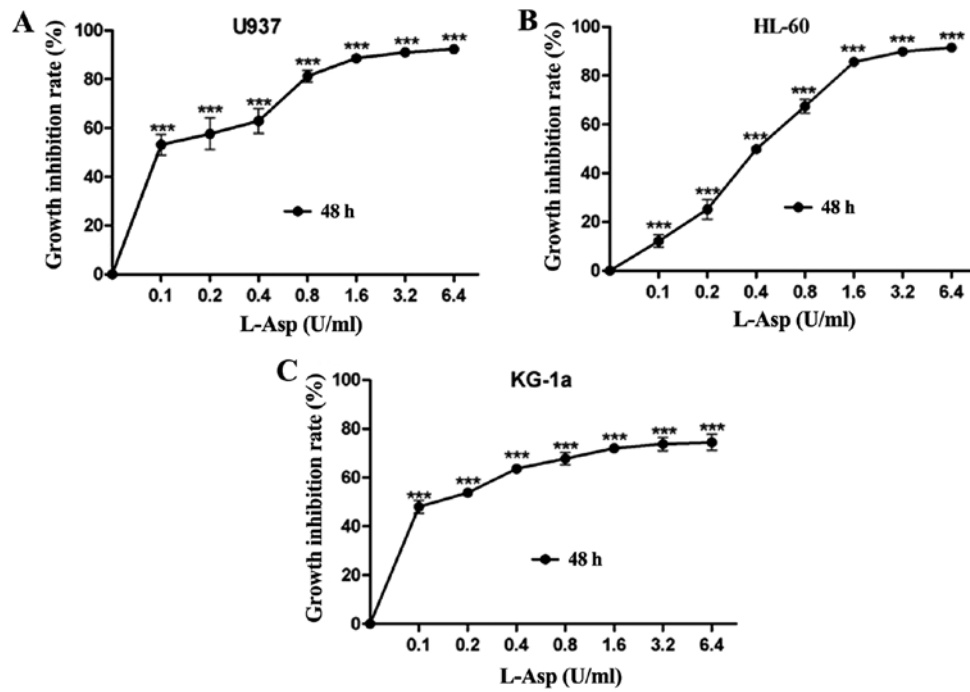 A
U937
Growth inhibition rate (%)
100
80
60
40
20
0
*** *** *** *** *** *** ***
48 h
0.1 0.2 0.4 0.8 1.6 3.2 6.4
L-Asp (U/ml)
B
HL-60
Growth inhibition rate (%)
100
80
60
40
20
0
*** *** *** *** *** *** ***
48 h
0.1 0.2 0.4 0.8 1.6 3.2 6.4
L-Asp (U/ml)
C
KG-1a
Growth inhibition rate (%)
100
80
60
40
20
0
*** *** *** *** *** *** ***
48 h
0.1 0.2 0.4 0.8 1.6 3.2 6.4
L-Asp (U/ml)